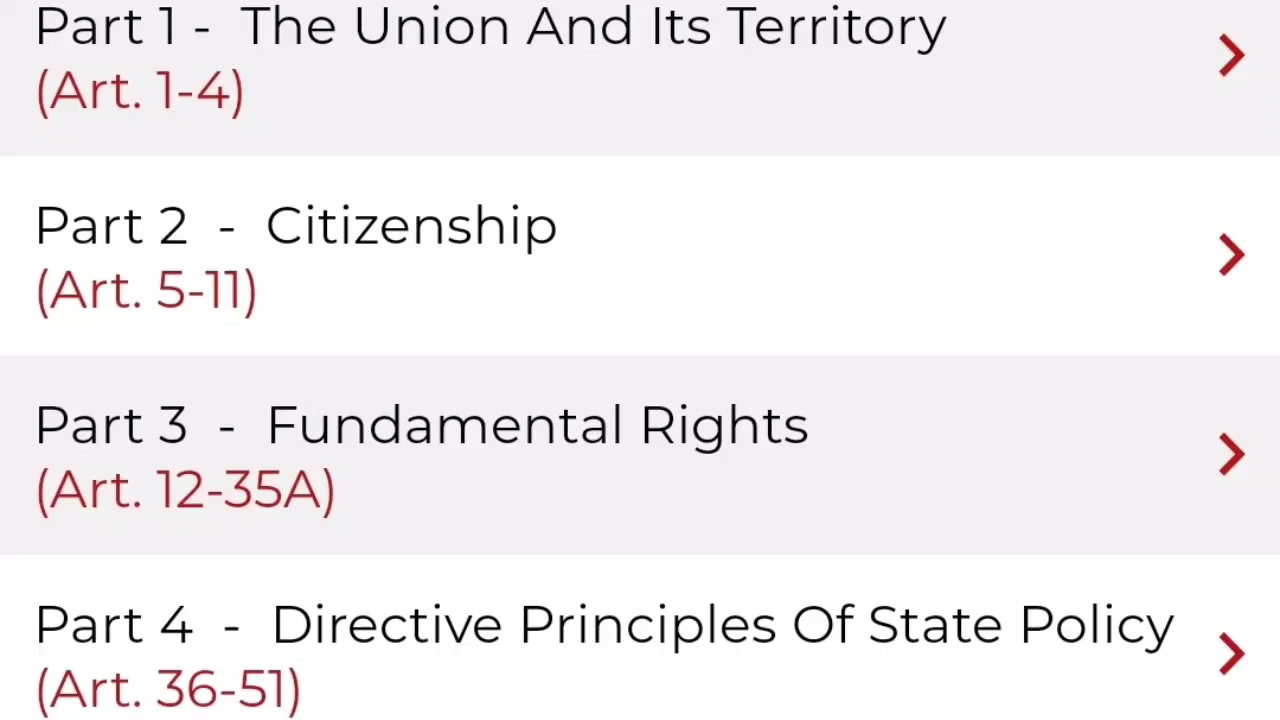 Part 1 - The Union And Its Territory
(Art. 1-4)
Part 2 - Citizenship
(Art. 5-11)
Part 3 - Fundamental Rights
(Art. 12-35A)
Part 4 - Directive Principles Of State Policy
(Art. 36-51)